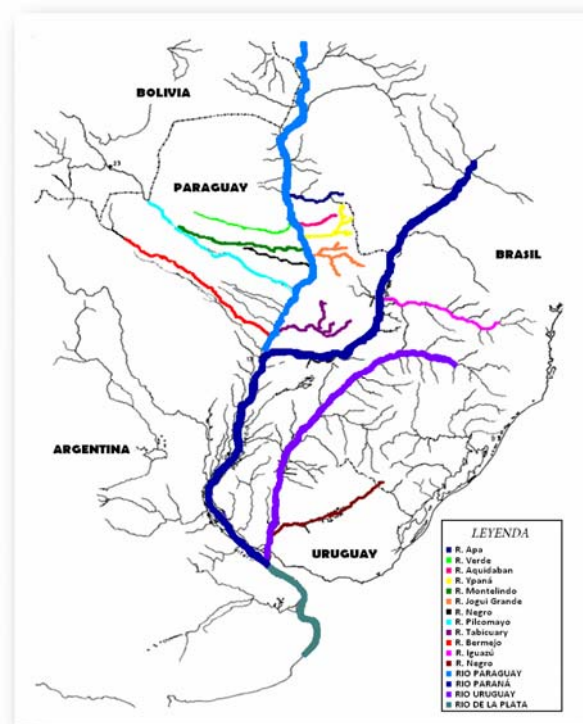 BOLIVIA
23
PARAGUAY
BRASIL
ARGENTINA
URUGUAY
LEYENDA
R. Apa
R. Verde
R. Aquidaban
R. Ypaná
R. Montelindo
R. Jogui Grande
R. Negro
R. Pilcomayo
R. Tabicuary
R. Bermejo
R. Iguazú
R. Negro
RIO PARAGUAY
RIO PARANÁ
RIO URUGUAY
RIO DE LA PLATA